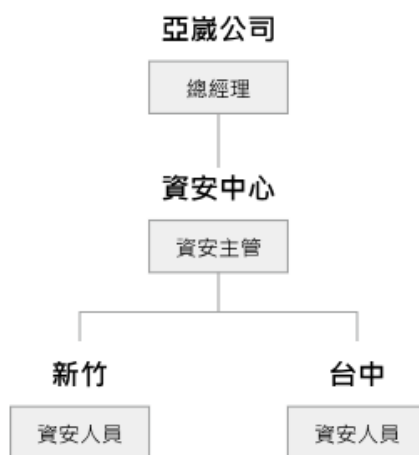 亞崴公司
總經理
資安中心
資安主管
新竹
台中
資安人員
資安人員